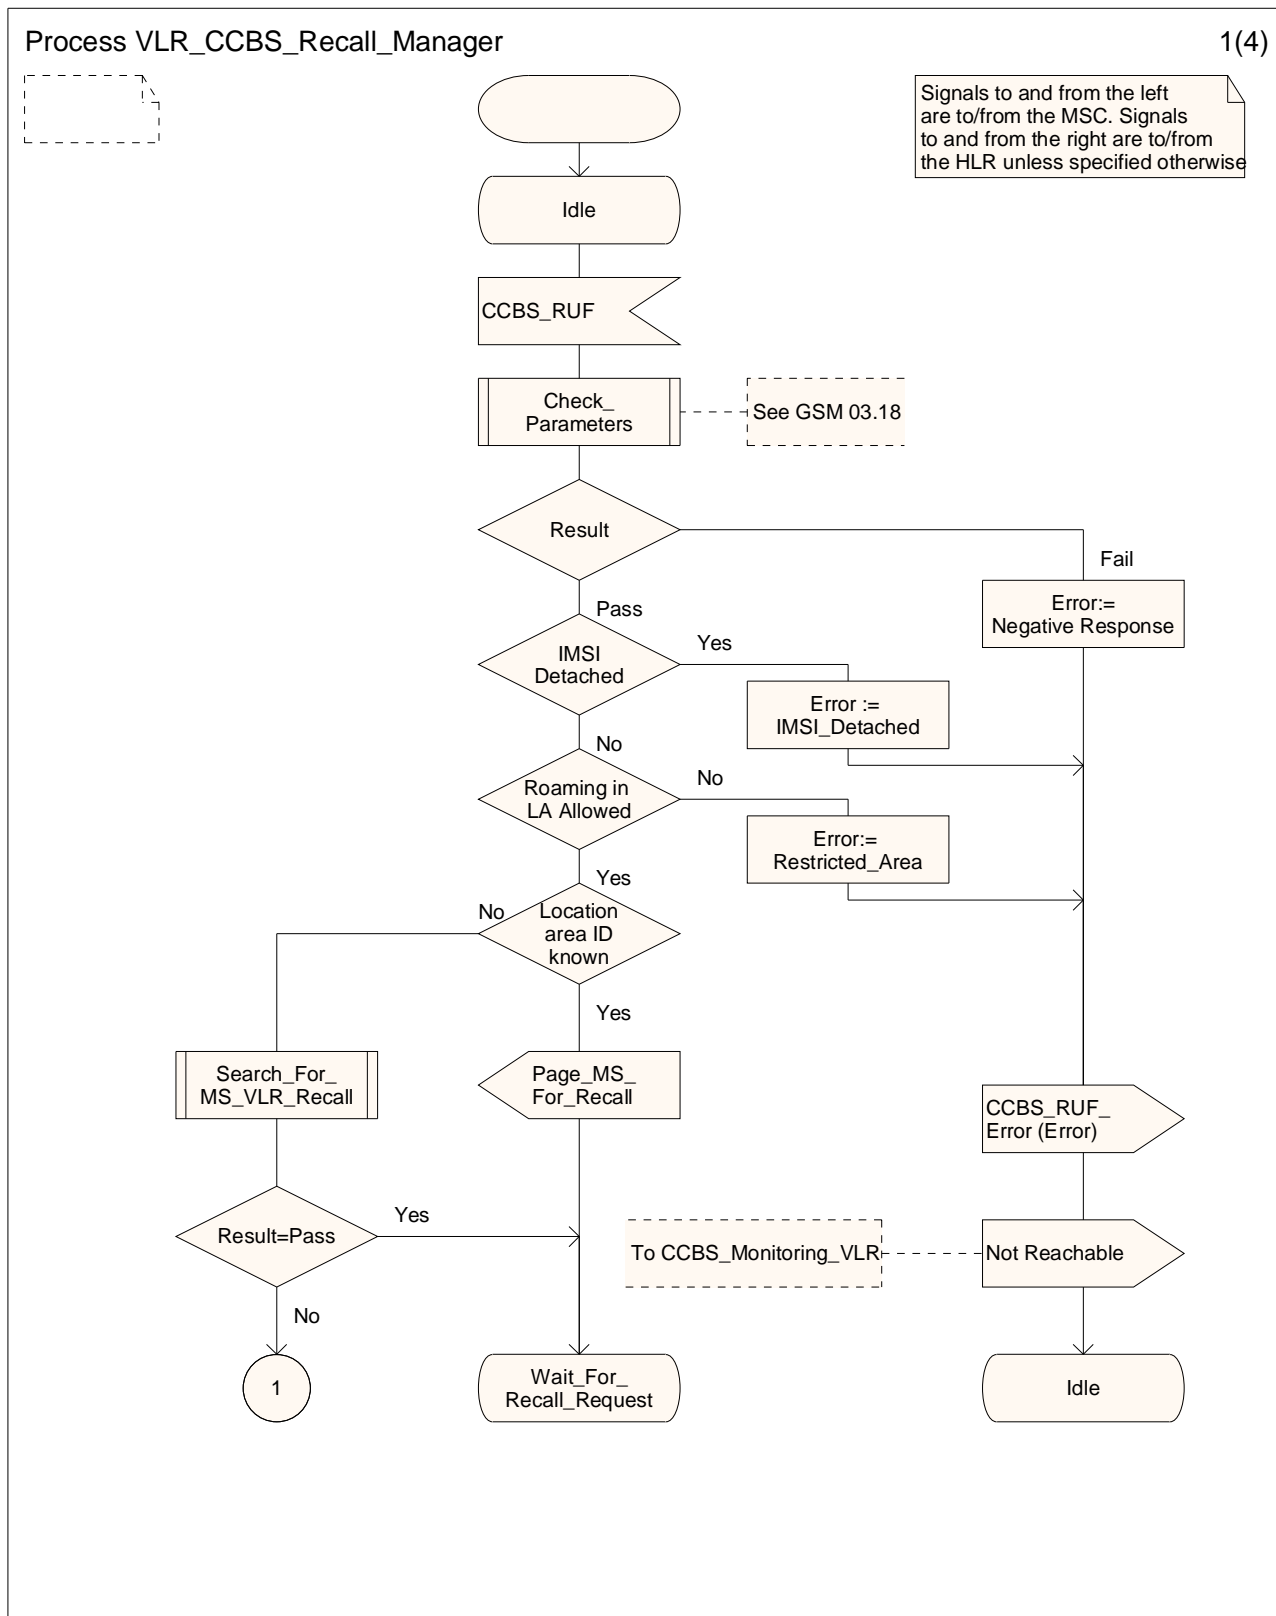 Process VLR_CCBS_Recall_Manager
1(4)
Signals to and from the left
are to/from the MSC. Signals
to and from the right are to/from
the HLR unless specified otherwise
Idle
CCBS_RUF
Check_
Parameters
See GSM 03.18
Result
Fail
Error:=
Negative Response
Pass
IMSI
Detached
Yes
Error :=
IMSI_Detached
No
Roaming in
LA Allowed
No
Error:=
Restricted_Area
Yes
Location
area ID
known
No
Yes
Search_For_
MS_VLR_Recall
Page_MS_
For_Recall
CCBS_RUF_
Error (Error)
Result=Pass
Yes
To CCBS_Monitoring_VLR
Not Reachable
No
1
Wait_For_
Recall_Request
Idle